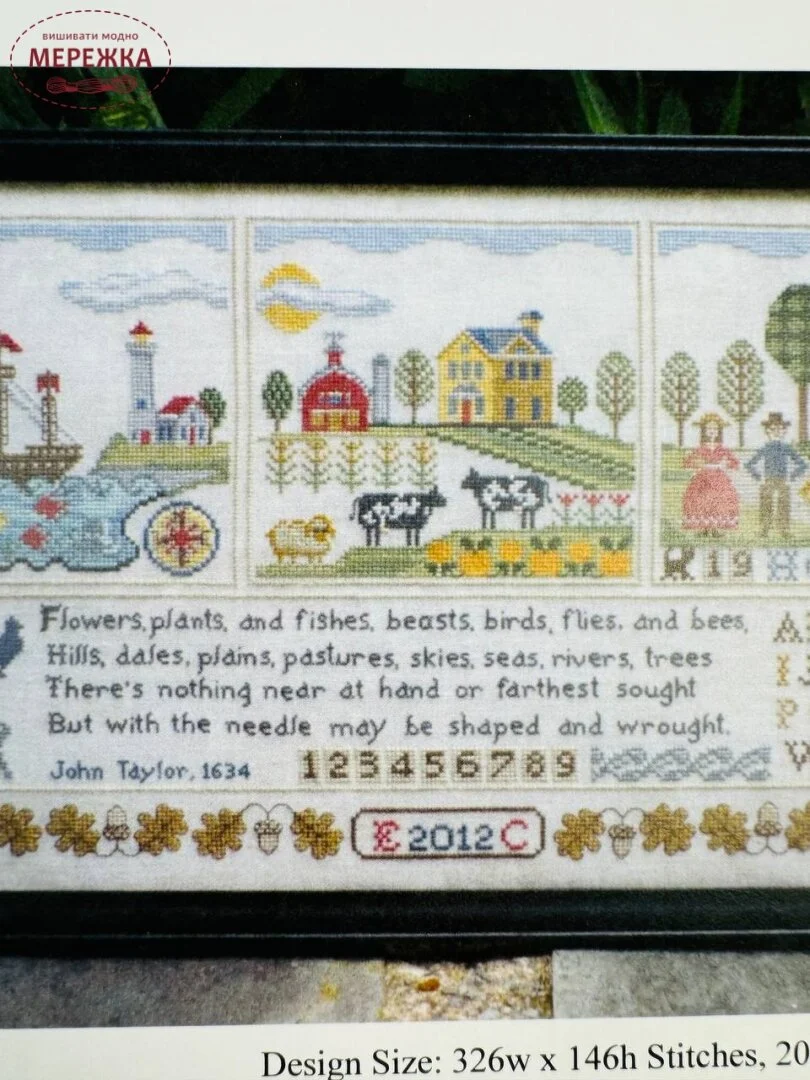 вишивати модно
МЕРЕЖКА
K 19
Flowers, plants, and fishes, beasts, birds, flies, and bees,
Hills, dales, plains, pastures, skies, seas, rivers, trees
There's nothing near at hand or farthest sought
But with the needle may be shaped and wrought.
John Taylor, 1634
123456789
A
I J
P
V
E 2012 C
Design Size: 326w x 146h Stitches, 20